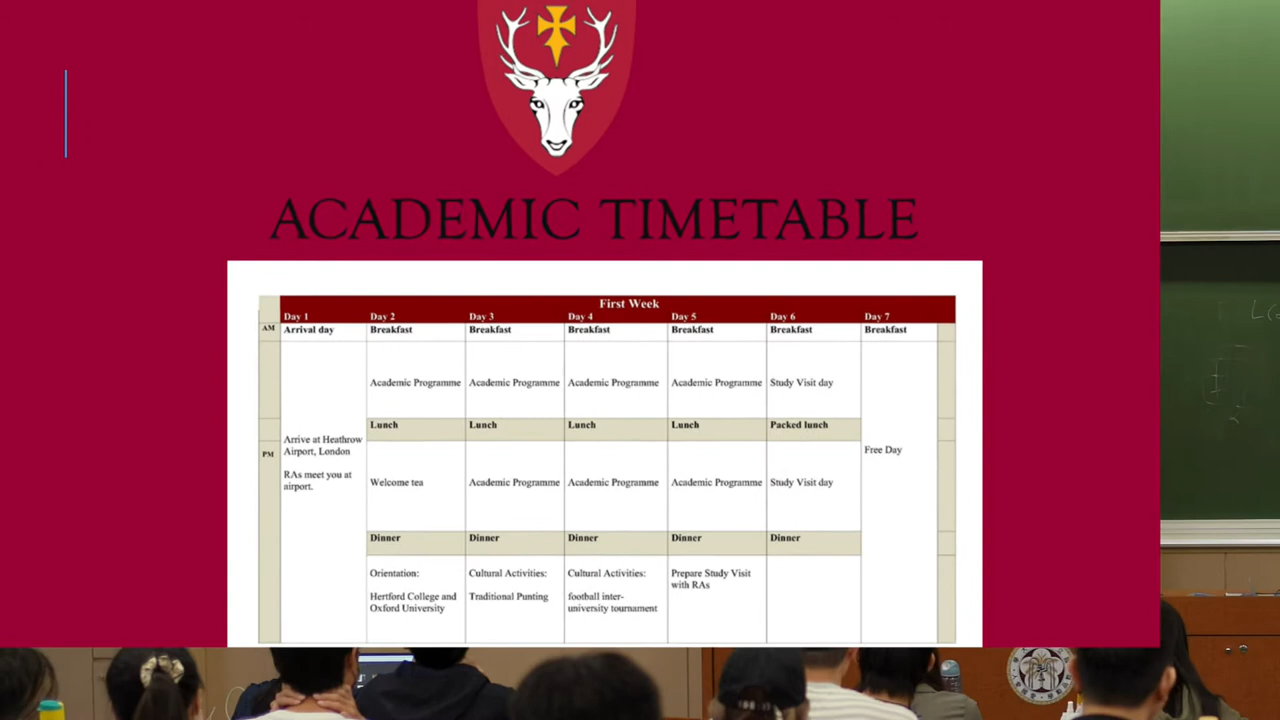 ACADEMIC TIMETABLE
First Week
Day 1 Day 2 Day 3 Day 4 Day 5 Day 6 Day 7
AM Arrival day Breakfast Breakfast Breakfast Breakfast Breakfast Breakfast
Academic Programme Academic Programme Academic Programme Academic Programme Study Visit day
Lunch Lunch Lunch Lunch Packed lunch
Arrive at Heathrow
Airport, London
RAs meet you at
airport.
PM
Free Day
Welcome tea Academic Programme Academic Programme Academic Programme Study Visit day
Dinner Dinner Dinner Dinner Dinner
Orientation:
Hertford College and
Oxford University
Cultural Activities:
Traditional Punting
Cultural Activities:
football inter-
university tournament
Prepare Study Visit
with RAs